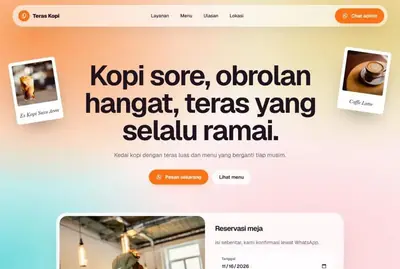 Teras Kopi
Layanan
Menu
Ulasan
Lokasi
Chat admin
Kopi sore, obrolan
hangat, teras yang
selalu ramai.
Kedai kopi dengan teras luas dan menu yang berganti tiap musim.
Pesan sekarang
Lihat menu
Es Kopi Susu Aren
Caffe Latte
Reservasi meja
Isi sebentar, kami konfirmasi lewat WhatsApp.
Tanggal
11/16/2026